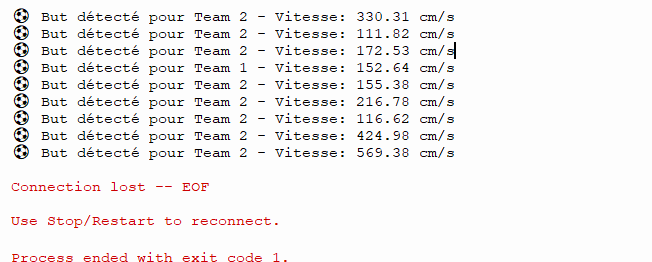 ⚽ But détecté pour Team 2 - Vitesse: 330.31 cm/s
⚽ But détecté pour Team 2 - Vitesse: 111.82 cm/s
⚽ But détecté pour Team 2 - Vitesse: 172.53 cm/s
⚽ But détecté pour Team 1 - Vitesse: 152.64 cm/s
⚽ But détecté pour Team 2 - Vitesse: 155.38 cm/s
⚽ But détecté pour Team 2 - Vitesse: 216.78 cm/s
⚽ But détecté pour Team 2 - Vitesse: 116.62 cm/s
⚽ But détecté pour Team 2 - Vitesse: 424.98 cm/s
⚽ But détecté pour Team 2 - Vitesse: 569.38 cm/s
Connection lost -- EOF
Use Stop/Restart to reconnect.
Process ended with exit code 1.